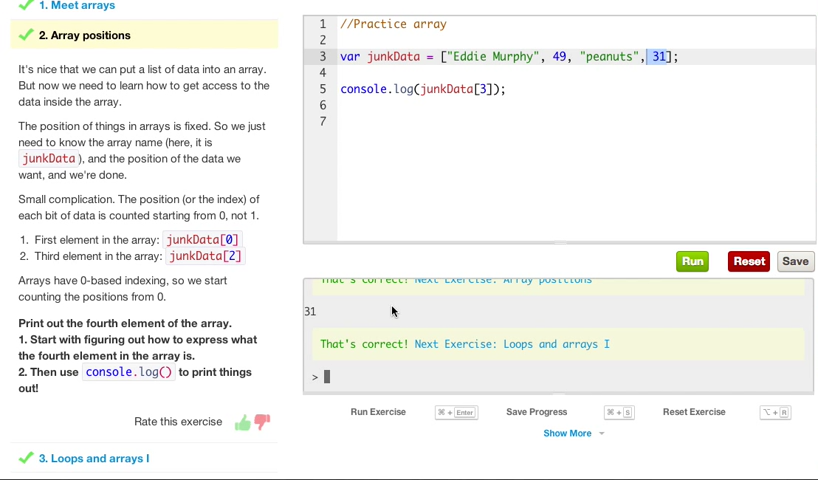 1. Meet arrays
2. Array positions
It's nice that we can put a list of data into an array.
But now we need to learn how to get access to the
data inside the array.
The position of things in arrays is fixed. So we just
need to know the array name (here, it is
junkData ), and the position of the data we
want, and we're done.
Small complication. The position (or the index) of
each bit of data is counted starting from 0, not 1.
1. First element in the array: junkData[0]
2. Third element in the array: junkData[2]
Arrays have 0-based indexing, so we start
counting the positions from 0.
Print out the fourth element of the array.
1. Start with figuring out how to express what
the fourth element in the array is.
2. Then use console.log() to print things
out!
Rate this exercise
3. Loops and arrays I
1 //Practice array
2
3 var junkData = ["Eddie Murphy", 49, "peanuts", 31];
4
5 console.log(junkData[3]);
6
7
Run Reset Save
That's correct! Next Exercise: Array positions
31
That's correct! Next Exercise: Loops and arrays I
>
Run Exercise ⌘ + Enter Save Progress ⌘ + S Reset Exercise ⌥ + R
Show More